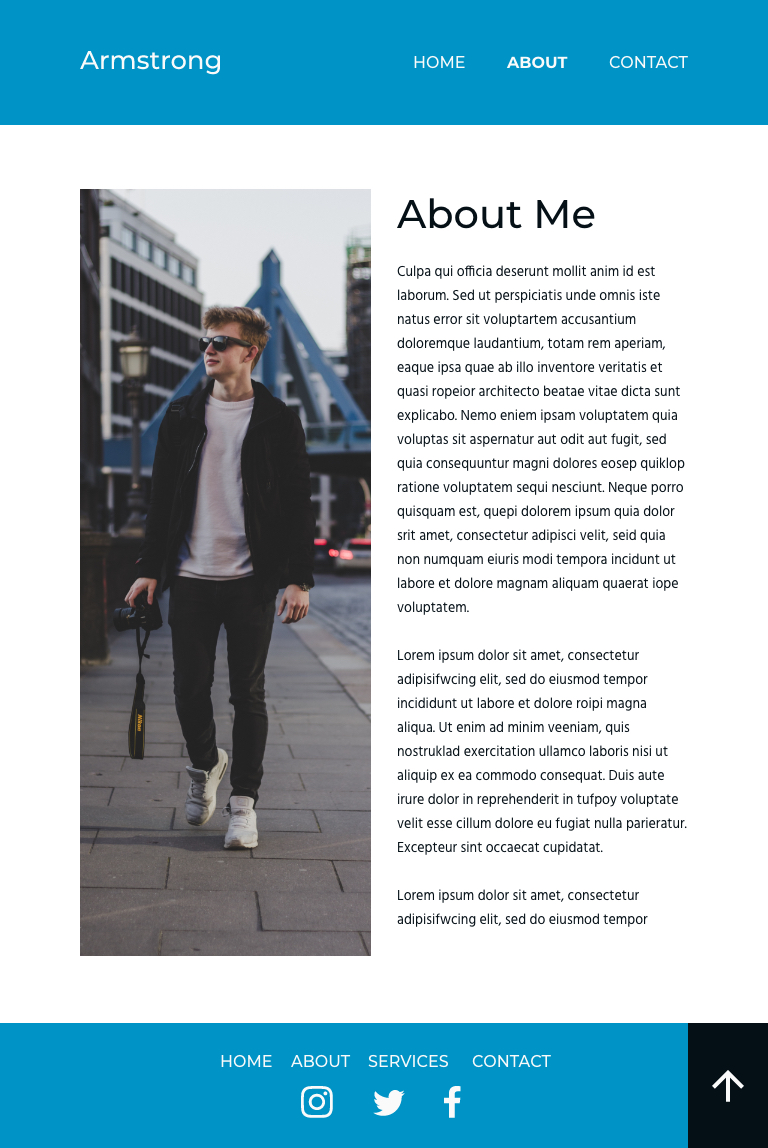 Armstrong
HOME ABOUT CONTACT
About Me
Culpa qui officia deserunt mollit anim id est
laborum. Sed ut perspiciatis unde omnis iste
natus error sit voluptartem accusantium
doloremque laudantium, totam rem aperiam,
eaque ipsa quae ab illo inventore veritatis et
quasi ropeior architecto beatae vitae dicta sunt
explicabo. Nemo eniem ipsam voluptatem quia
voluptas sit aspernatur aut odit aut fugit, sed
quia consequuntur magni dolores eosep quiklop
ratione voluptatem sequi nesciunt. Neque porro
quisquam est, quepi dolorem ipsum quia dolor
srit amet, consectetur adipisci velit, seid quia
non numquam eiuris modi tempora incidunt ut
labore et dolore magnam aliquam quaerat iope
voluptatem.
Lorem ipsum dolor sit amet, consectetur
adipisifwcing elit, sed do eiusmod tempor
incididunt ut labore et dolore roipi magna
aliqua. Ut enim ad minim veeniam, quis
nostruklad exercitation ullamco laboris nisi ut
aliquip ex ea commodo consequat. Duis aute
irure dolor in reprehenderit in tufpoy voluptate
velit esse cillum dolore eu fugiat nulla parieratur.
Excepteur sint occaecat cupidatat.
Lorem ipsum dolor sit amet, consectetur
adipisifwcing elit, sed do eiusmod tempor
Nikon
HOME ABOUT SERVICES CONTACT